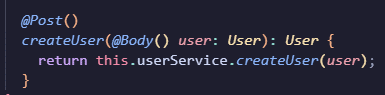 @Post()
createUser(@Body() user: User): User {
return this.userService.createUser(user);
}